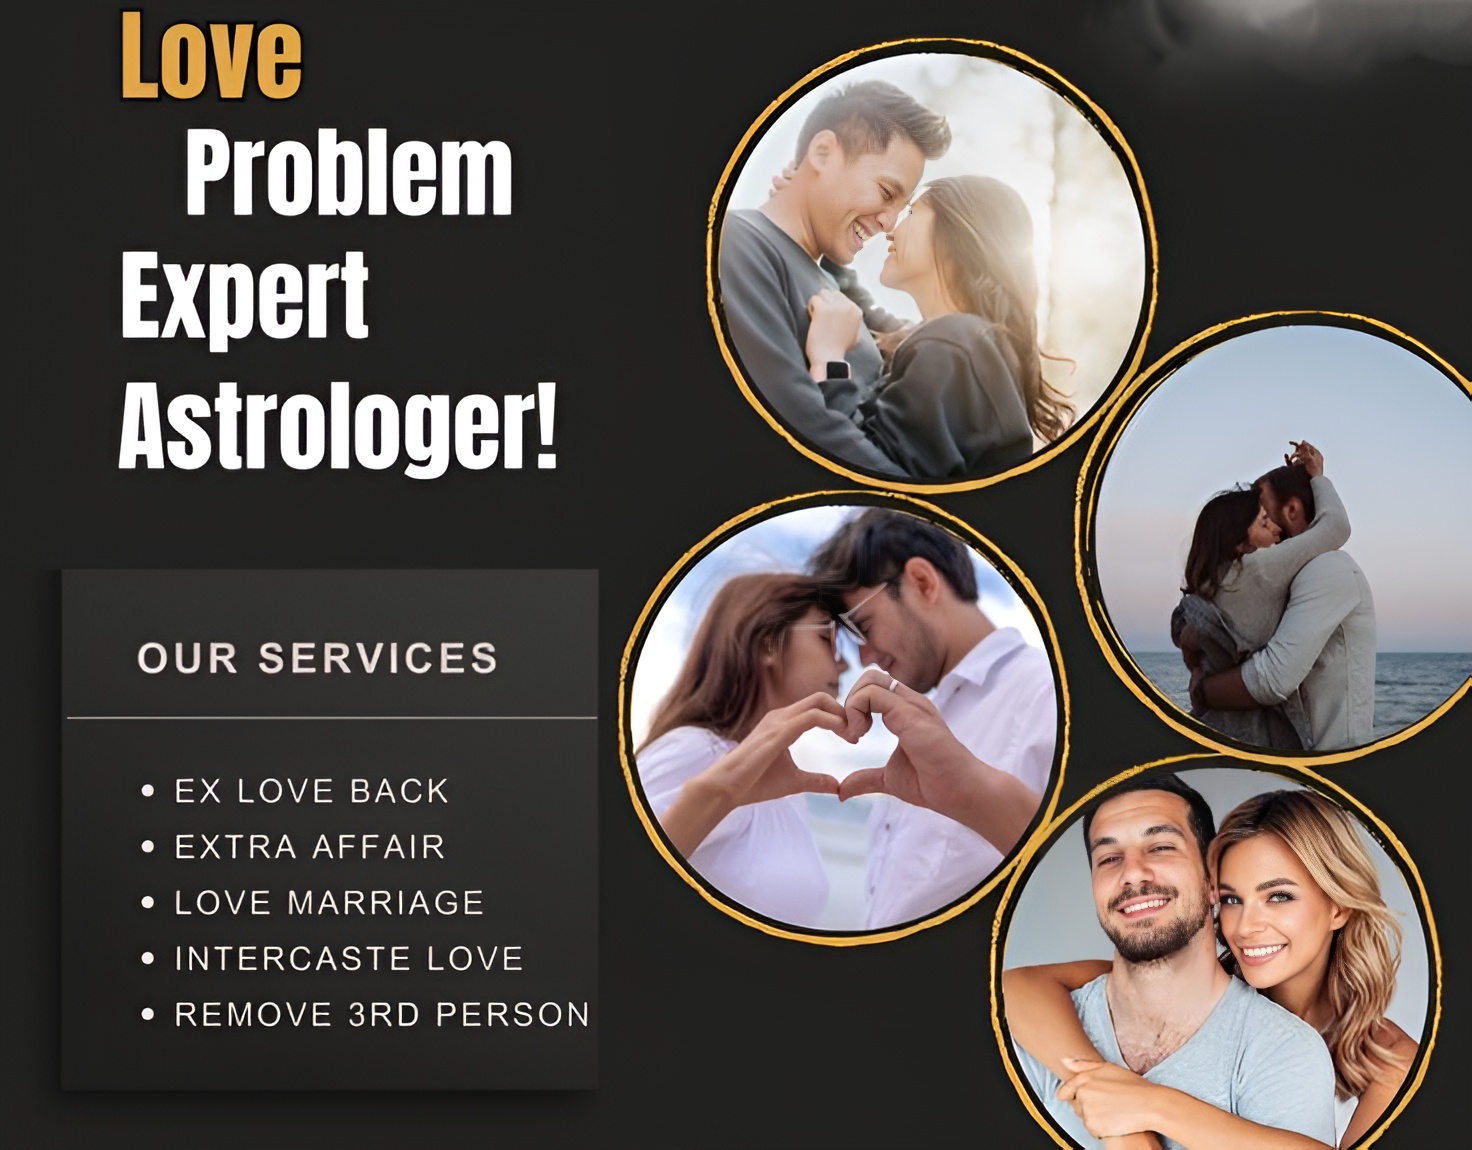 Love
Problem
Expert
Astrologer!
OUR SERVICES
• EX LOVE BACK
• EXTRA AFFAIR
• LOVE MARRIAGE
• INTERCASTE LOVE
• REMOVE 3RD PERSON